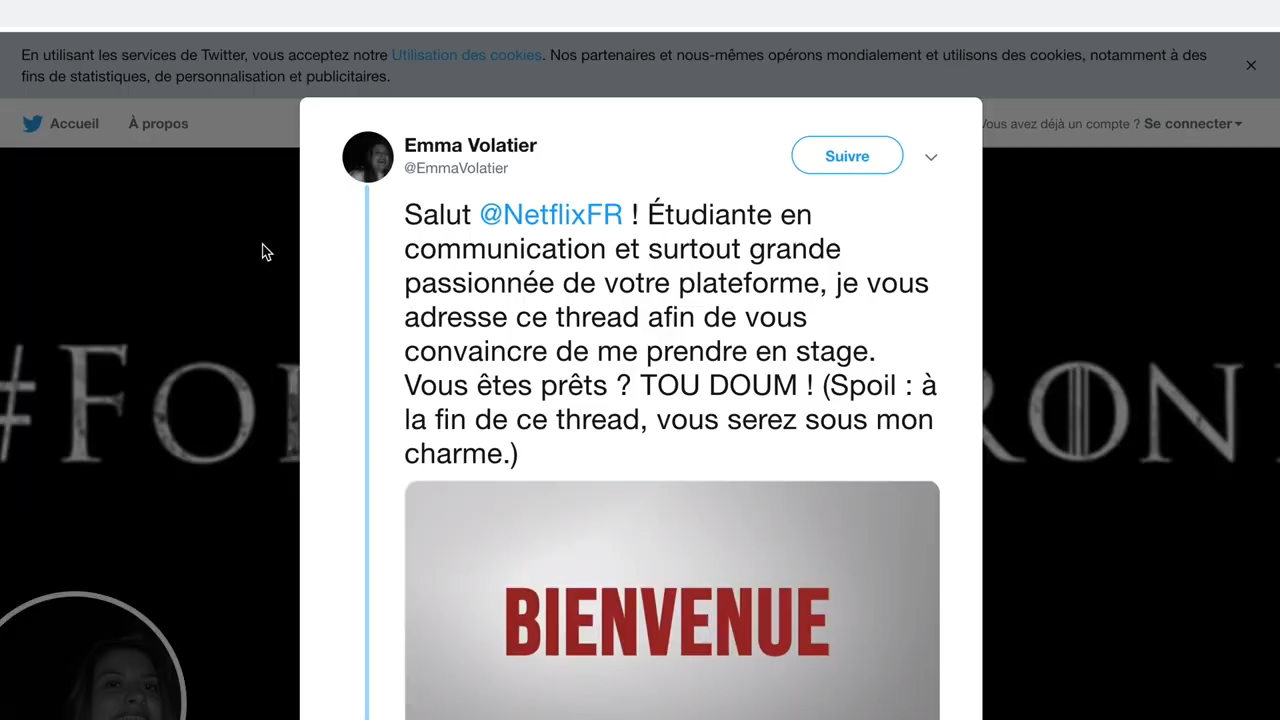 En utilisant les services de Twitter, vous acceptez notre Utilisation des cookies. Nos partenaires et nous-mêmes opérons mondialement et utilisons des cookies, notamment à des
fins de statistiques, de personnalisation et publicitaires.
Accueil À propos
Vous avez déjà un compte ? Se connecter
Emma Volatier
@EmmaVolatier
Suivre
Salut @NetflixFR ! Étudiante en
communication et surtout grande
passionnée de votre plateforme, je vous
adresse ce thread afin de vous
convaincre de me prendre en stage.
Vous êtes prêts ? TOU DOUM ! (Spoil : à
la fin de ce thread, vous serez sous mon
charme.)
BIENVENUE